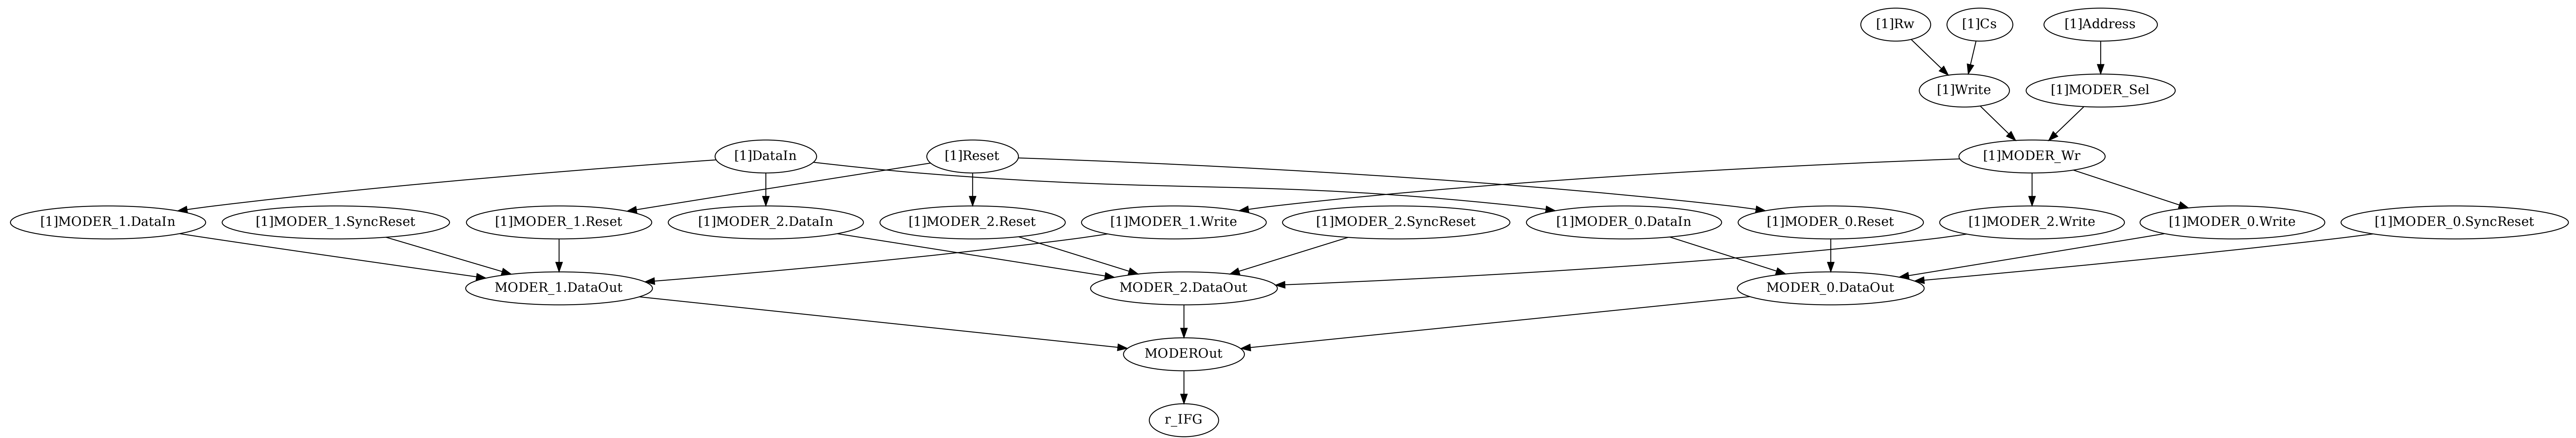 [1]Rw
[1]Cs
[1]Address
[1]Write
[1]MODER_Sel
[1]DataIn
[1]Reset
[1]MODER_Wr
[1]MODER_1.DataIn
[1]MODER_1.SyncReset
[1]MODER_1.Reset
[1]MODER_2.DataIn
[1]MODER_2.Reset
[1]MODER_1.Write
[1]MODER_2.SyncReset
[1]MODER_0.DataIn
[1]MODER_0.Reset
[1]MODER_2.Write
[1]MODER_0.Write
[1]MODER_0.SyncReset
MODER_1.DataOut
MODER_2.DataOut
MODER_0.DataOut
MODEROut
r_IFG